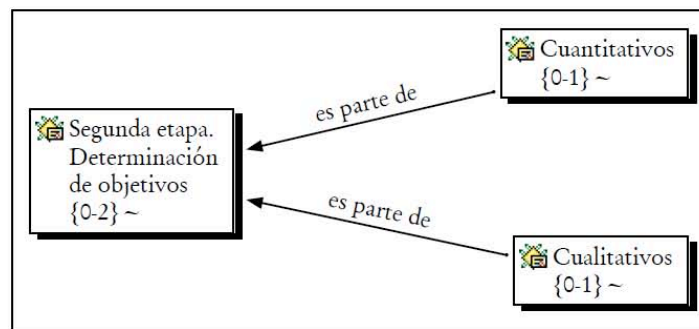 Cuantitativos
{0-1} ~
es parte de
Segunda etapa.
Determinación
de objetivos
{0-2} ~
es parte de
Cualitativos
{0-1} ~